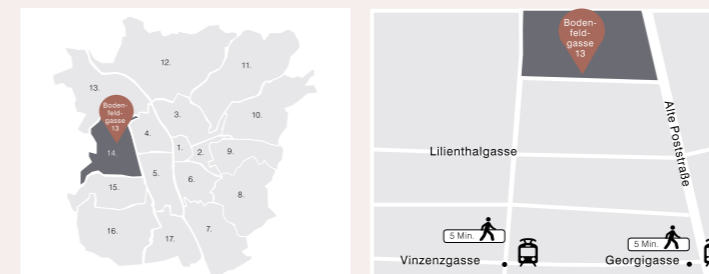 12.
11.
13.
Boden-
feld-
gasse
13
3.
10.
4.
1.
2.
9.
14.
5.
6.
15.
8.
16.
17.
7.
Boden-
feld-
gasse
13
Alte Poststraße
Lilienthalgasse
5 Min.
5 Min.
Vinzenzgasse
Georgigasse